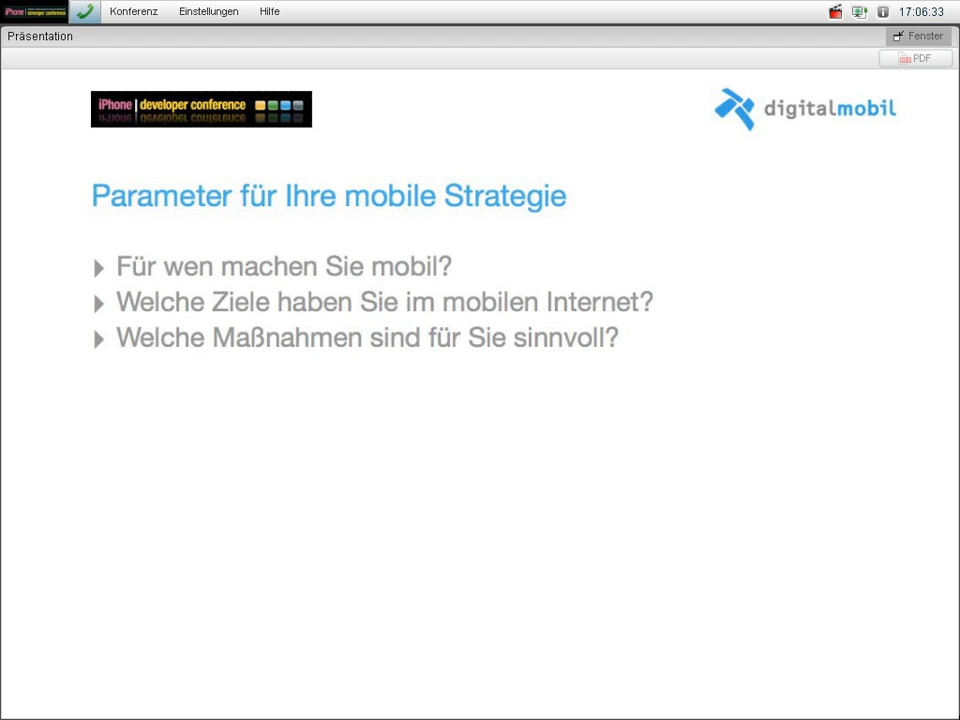 iPhone developer conference Konferenz Einstellungen Hilfe 17:06:33
Präsentation Fenster
PDF
iPhone | developer conference
digitalmobil
Parameter für Ihre mobile Strategie
Für wen machen Sie mobil?
Welche Ziele haben Sie im mobilen Internet?
Welche Maßnahmen sind für Sie sinnvoll?